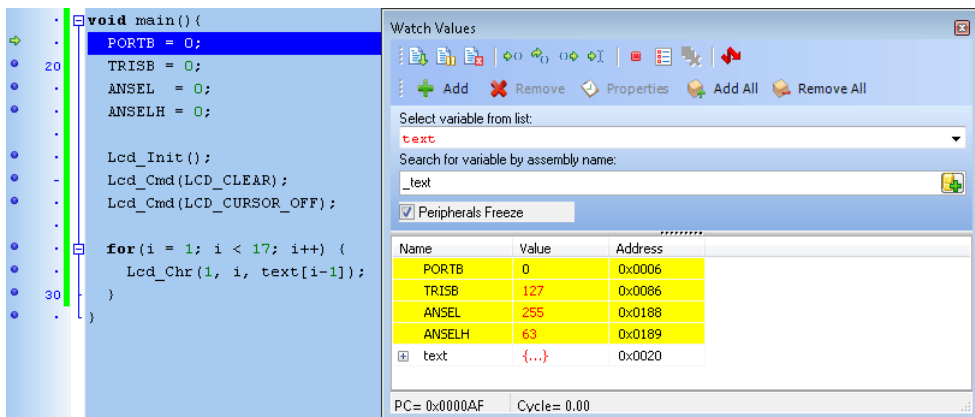 void main(){
PORTB = 0;
20 TRISB = 0;
ANSEL  = 0;
ANSELH = 0;
Lcd_Init();
Lcd_Cmd(LCD_CLEAR);
Lcd_Cmd(LCD_CURSOR_OFF);
for(i = 1; i < 17; i++) {
Lcd_Chr(1, i, text[i-1]);
30 }
}
Watch Values
Add Remove Properties Add All Remove All
Select variable from list:
text
Search for variable by assembly name:
_text
Peripherals Freeze
Name Value Address
PORTB 0 0x0006
TRISB 127 0x0086
ANSEL 255 0x0188
ANSELH 63 0x0189
text {...} 0x0020
PC= 0x0000AF Cycle= 0.00